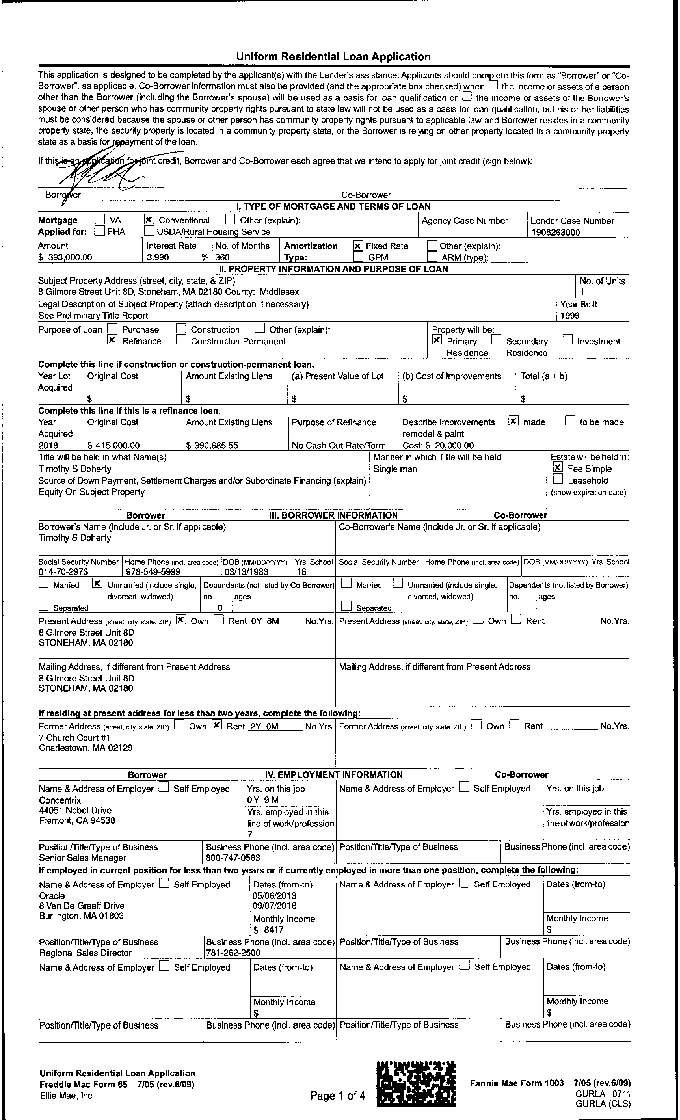 Uniform Residential Loan Application
This application is designed to be completed by the applicant(s) with the Lender's assistance. Applicants should complete this form as "Borrower" or "Co-
Borrower", as applicable. Co-Borrower information must also be provided (and the appropriate box checked) when the income or assets of a person
other than the Borrower (including the Borrower's spouse) will be used as a basis for loan qualification or the income or assets of the Borrower's
spouse or other person who has community property rights pursuant to state law will not be used as a basis for loan qualification, but his or her liabilities
must be considered because the spouse or other person has community property rights pursuant to applicable law and Borrower resides in a community
property state, the security property is located in a community property state, or the Borrower is relying on other property located in a community property
state as a basis for repayment of the loan.
If this is an application for joint credit, Borrower and Co-Borrower each agree that we intend to apply for joint credit (sign below):
Borrower Co-Borrower
I. TYPE OF MORTGAGE AND TERMS OF LOAN
Mortgage VA x Conventional Other (explain): Agency Case Number Lender Case Number
Applied for: FHA USDA/Rural Housing Service 1906263000
Amount Interest Rate No. of Months Amortization x Fixed Rate Other (explain):
$ 393,000.00 3.990 % 360 Type: GPM ARM (type):
II. PROPERTY INFORMATION AND PURPOSE OF LOAN
Subject Property Address (street, city, state, & ZIP) No. of Units
8 Gilmore Street Unit 8D, Stoneham, MA 02180 County: Middlesex 1
Legal Description of Subject Property (attach description if necessary) Year Built
See Preliminary Title Report 1999
Purpose of Loan Purchase Construction Other (explain): Property will be:
x Refinance Construction-Permanent x Primary Residence Secondary Residence Investment
Complete this line if construction or construction-permanent loan.
Year Lot Acquired Original Cost Amount Existing Liens (a) Present Value of Lot (b) Cost of Improvements Total (a + b)
$ $ $ $ $
Complete this line if this is a refinance loan.
Year Acquired Original Cost Amount Existing Liens Purpose of Refinance Describe Improvements x made to be made
remodel & paint
2018 $ 415,000.00 $ 390,685.55 No Cash Out Rate/Term Cost: $ 20,000.00
Title will be held in what Name(s) Manner in which Title will be held Estate will be held in:
Timothy S Doherty Single man x Fee Simple
Source of Down Payment, Settlement Charges and/or Subordinate Financing (explain) Leasehold
Equity On Subject Property (show expiration date)
Borrower III. BORROWER INFORMATION Co-Borrower
Borrower's Name (include Jr. or Sr. if applicable) Co-Borrower's Name (include Jr. or Sr. if applicable)
Timothy S Doherty
Social Security Number Home Phone (incl. area code) DOB (MM/DD/YYYY) Yrs. School Social Security Number Home Phone (incl. area code) DOB (MM/DD/YYYY) Yrs. School
014-70-2973 978-549-5999 03/13/1983 16
Married x Unmarried (include single, divorced, widowed) Dependents (not listed by Co-Borrower) Married Unmarried (include single, divorced, widowed) Dependents (not listed by Borrower)
Separated no. 0 ages Separated no. ages
Present Address (street, city, state, ZIP) x Own Rent 0Y 8M No. Yrs. Present Address (street, city, state, ZIP) Own Rent No. Yrs.
8 Gilmore Street Unit 8D
STONEHAM, MA 02180
Mailing Address, if different from Present Address Mailing Address, if different from Present Address
8 Gilmore Street Unit 8D
STONEHAM, MA 02180
If residing at present address for less than two years, complete the following:
Former Address (street, city, state, ZIP) Own x Rent 2Y 0M No. Yrs. Former Address (street, city, state, ZIP) Own Rent No. Yrs.
7 Church Court #1
Charlestown, MA 02129
Borrower IV. EMPLOYMENT INFORMATION Co-Borrower
Name & Address of Employer Self Employed Yrs. on this job Name & Address of Employer Self Employed Yrs. on this job
Concentrix 0 Y 9 M
44051 Nobel Drive Yrs. employed in this Yrs. employed in this
Fremont, CA 94538 line of work/profession line of work/profession
7
Position/Title/Type of Business Business Phone (incl. area code) Position/Title/Type of Business Business Phone (incl. area code)
Senior Sales Manager 800-747-0583
If employed in current position for less than two years or if currently employed in more than one position, complete the following:
Name & Address of Employer Self Employed Dates (from-to) Name & Address of Employer Self Employed Dates (from-to)
Oracle 05/06/2013
8 Van De Graaff Drive 09/07/2018
Burlington, MA 01803 Monthly Income Monthly Income
$ 8417 $
Position/Title/Type of Business Business Phone (incl. area code) Position/Title/Type of Business Business Phone (incl. area code)
Regional Sales Director 781-262-2500
Name & Address of Employer Self Employed Dates (from-to) Name & Address of Employer Self Employed Dates (from-to)
Monthly Income Monthly Income
$ $
Position/Title/Type of Business Business Phone (incl. area code) Position/Title/Type of Business Business Phone (incl. area code)
Uniform Residential Loan Application
Freddie Mac Form 65 7/05 (rev.6/09) Fannie Mae Form 1003 7/05 (rev.6/09)
Ellie Mae, Inc. Page 1 of 4 GURLA 0711
GURLA (CLS)